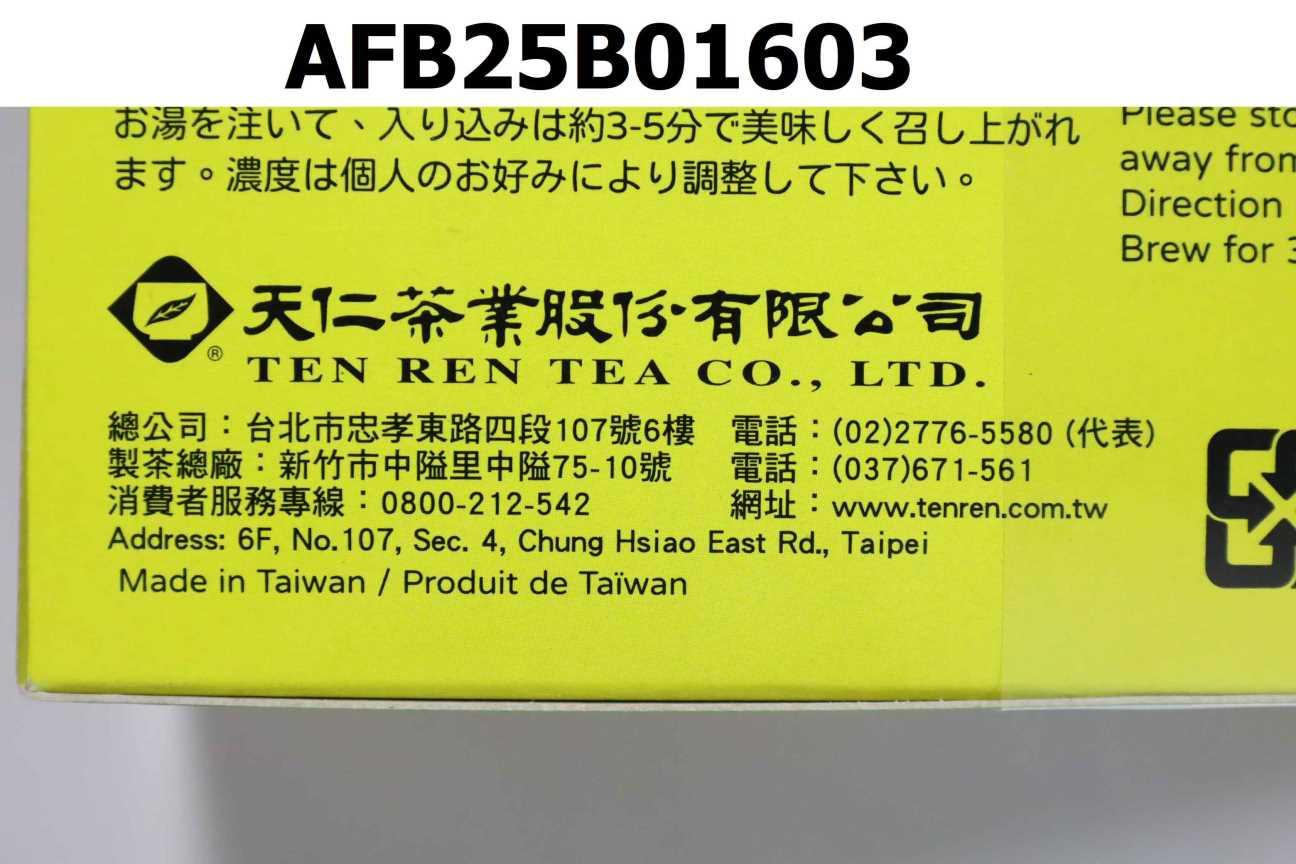 AFB25B01603
お湯を注いて、入り込みは約3-5分で美味しく召し上がれ
ます。濃度は個人のお好みにより調整して下さい。
Please sto
away from
Direction
Brew for 3
天仁茶業股份有限公司
®
TEN REN TEA CO., LTD.
總公司：台北市忠孝東路四段107號6樓 電話：(02)2776-5580 (代表)
製茶總廠：新竹市中隘里中隘75-10號 電話：(037)671-561
消費者服務專線：0800-212-542 網址：www.tenren.com.tw
Address: 6F, No.107, Sec. 4, Chung Hsiao East Rd., Taipei
Made in Taiwan / Produit de Taïwan